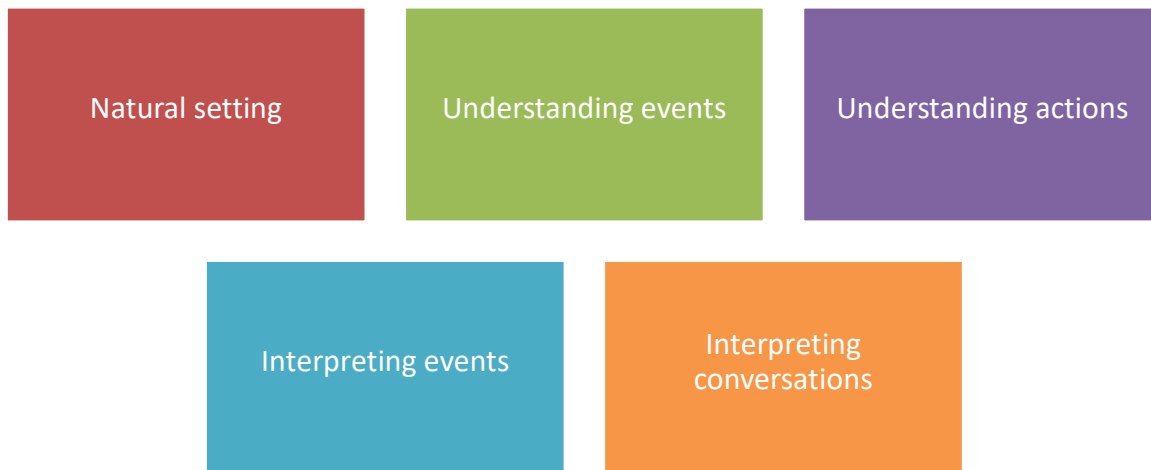 Natural setting
Understanding events
Understanding actions
Interpreting events
Interpreting
conversations